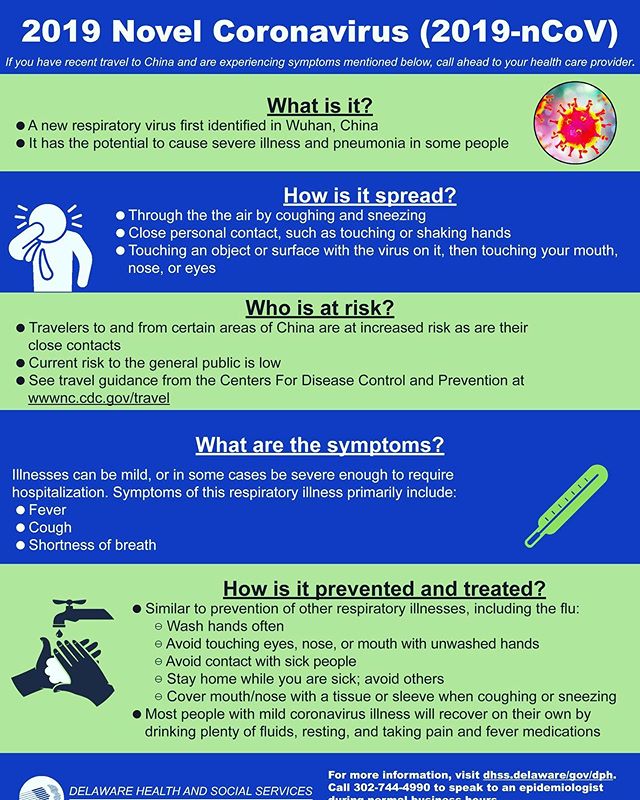 2019 Novel Coronavirus (2019-nCoV)
If you have recent travel to China and are experiencing symptoms mentioned below, call ahead to your health care provider.
What is it?
● A new respiratory virus first identified in Wuhan, China
● It has the potential to cause severe illness and pneumonia in some people
How is it spread?
● Through the the air by coughing and sneezing
● Close personal contact, such as touching or shaking hands
● Touching an object or surface with the virus on it, then touching your mouth,
nose, or eyes
Who is at risk?
● Travelers to and from certain areas of China are at increased risk as are their
close contacts
● Current risk to the general public is low
● See travel guidance from the Centers For Disease Control and Prevention at
wwwnc.cdc.gov/travel
What are the symptoms?
Illnesses can be mild, or in some cases be severe enough to require
hospitalization. Symptoms of this respiratory illness primarily include:
● Fever
● Cough
● Shortness of breath
How is it prevented and treated?
● Similar to prevention of other respiratory illnesses, including the flu:
⊖ Wash hands often
⊖ Avoid touching eyes, nose, or mouth with unwashed hands
⊖ Avoid contact with sick people
⊖ Stay home while you are sick; avoid others
⊖ Cover mouth/nose with a tissue or sleeve when coughing or sneezing
● Most people with mild coronavirus illness will recover on their own by
drinking plenty of fluids, resting, and taking pain and fever medications
DELAWARE HEALTH AND SOCIAL SERVICES
For more information, visit dhss.delaware/gov/dph.
Call 302-744-4990 to speak to an epidemiologist
during normal business hours